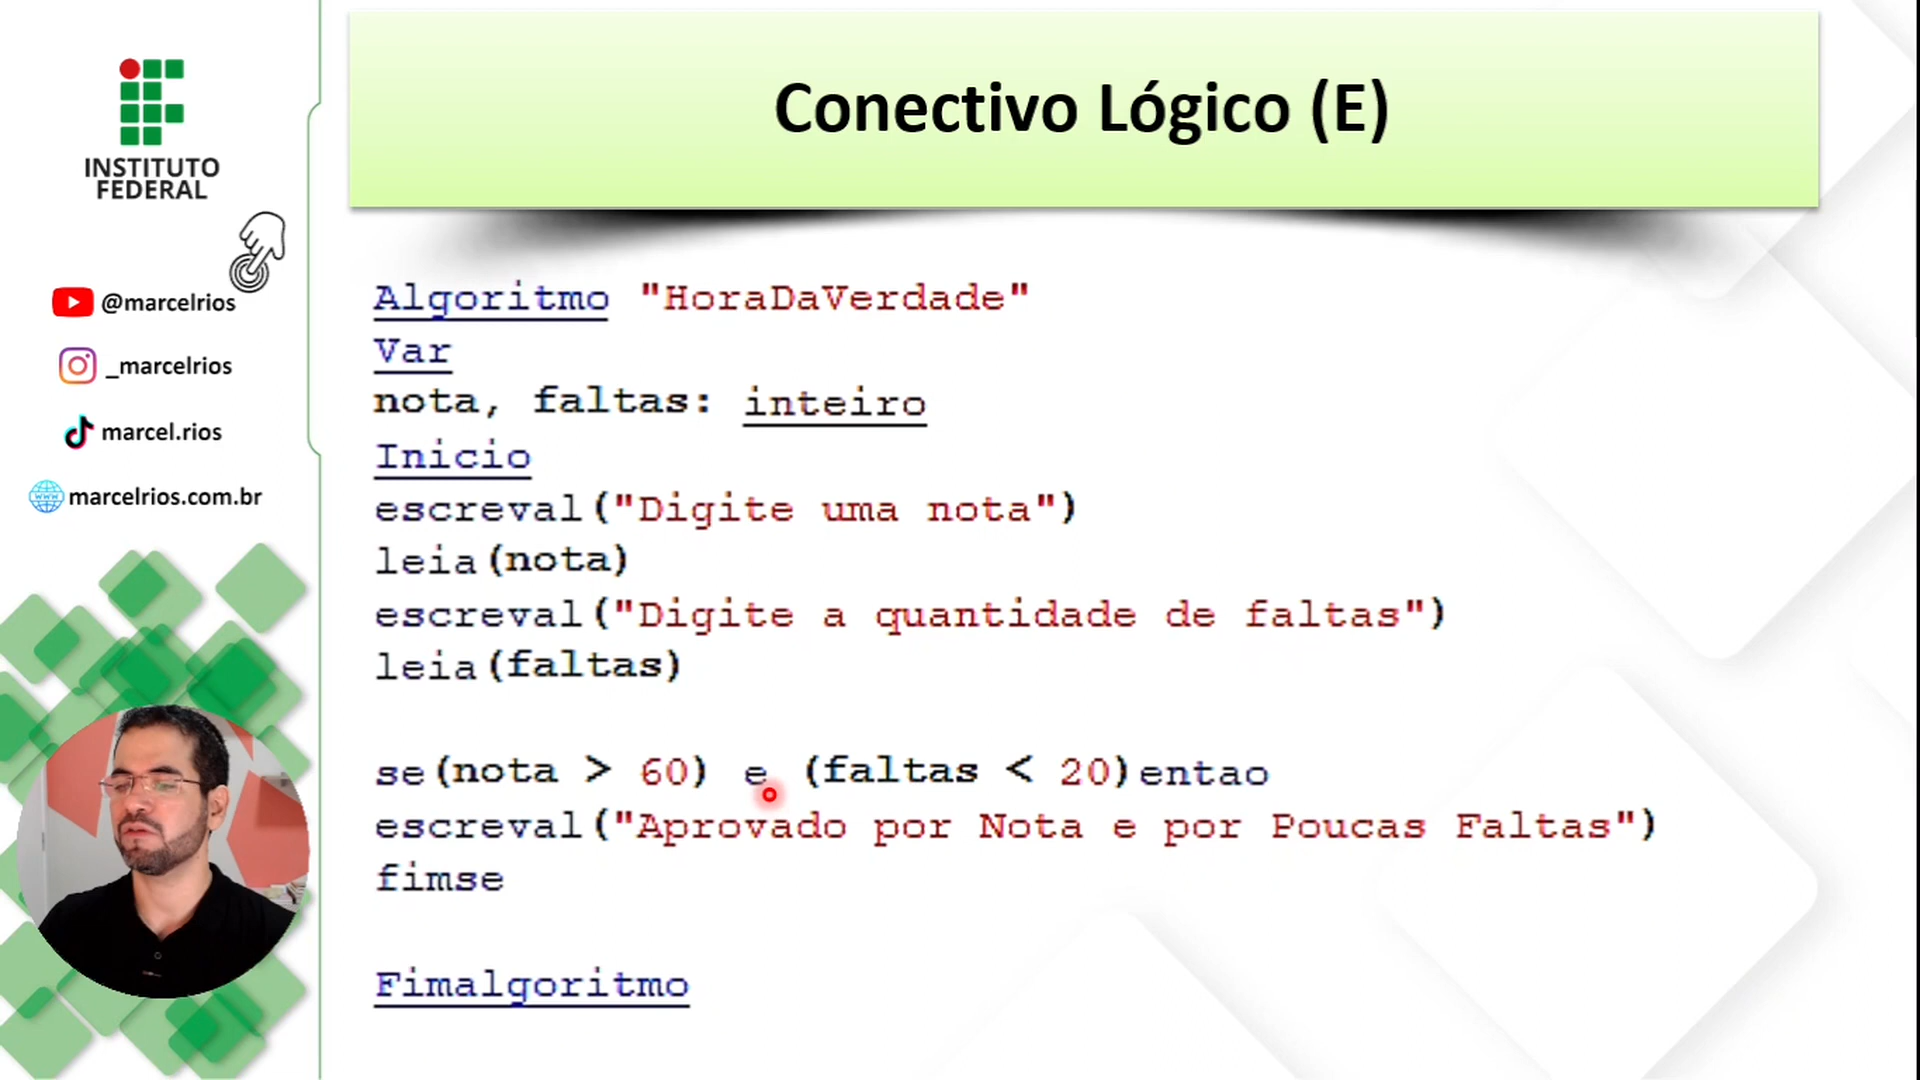 INSTITUTO
FEDERAL
@marcelrios
_marcelrios
marcel.rios
marcelrios.com.br
Conectivo Lógico (E)
Algoritmo "HoraDaVerdade"
Var
nota, faltas: inteiro
Inicio
escreval("Digite uma nota")
leia(nota)
escreval("Digite a quantidade de faltas")
leia(faltas)
se(nota > 60) e (faltas < 20)entao
escreval("Aprovado por Nota e por Poucas Faltas")
fimse
Fimalgoritmo